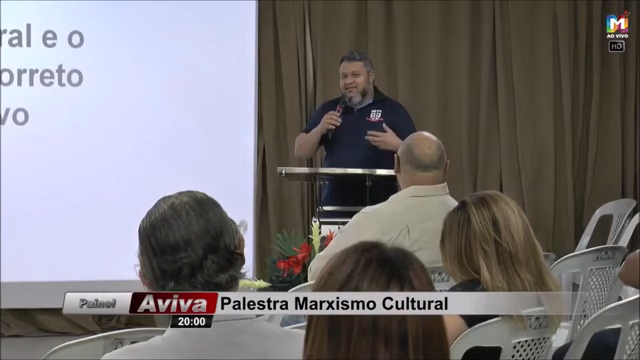 ral e o
orreto
vo
M
AO VIVO
HD
Painel
Aviva
Palestra Marxismo Cultural
20:00